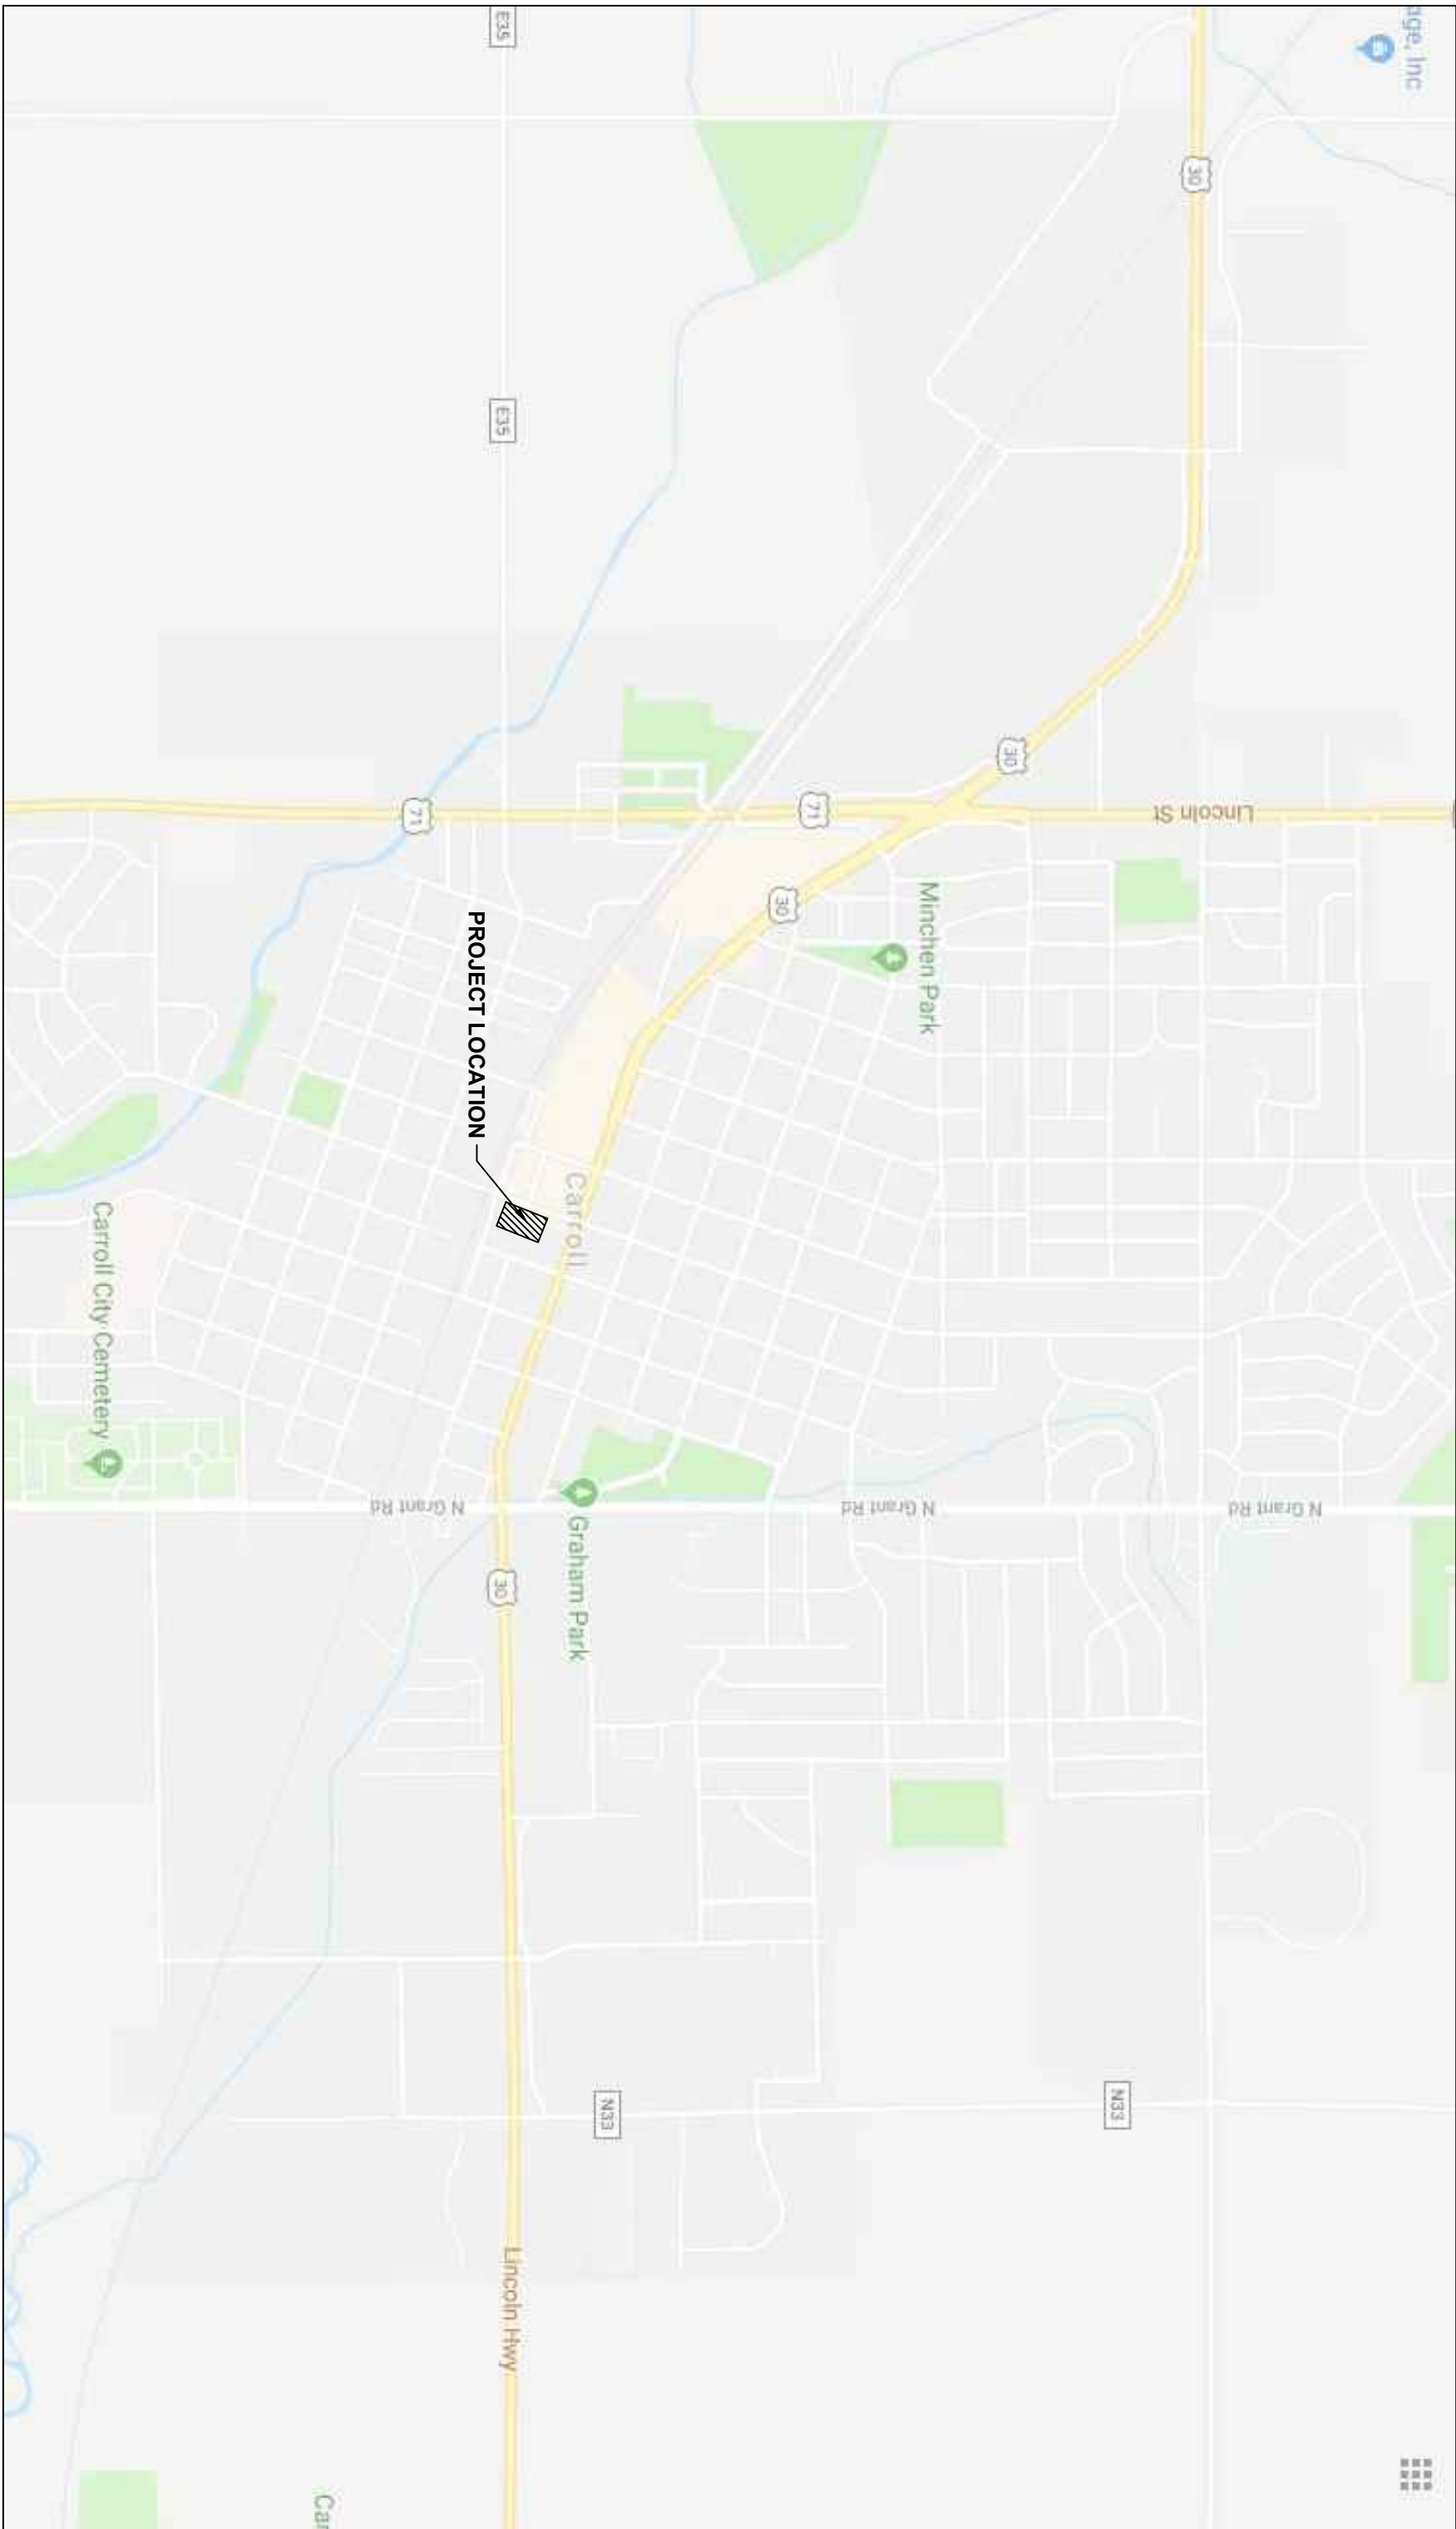 age, Inc
N Grant Rd
Lincoln St
30
N33
30
Minchen Park
N Grant Rd
71
30
N33
Carroll
Graham Park
E35
E35
30
Lincoln Hwy
PROJECT LOCATION
71
N Grant Rd
Car
Carroll City Cemetery